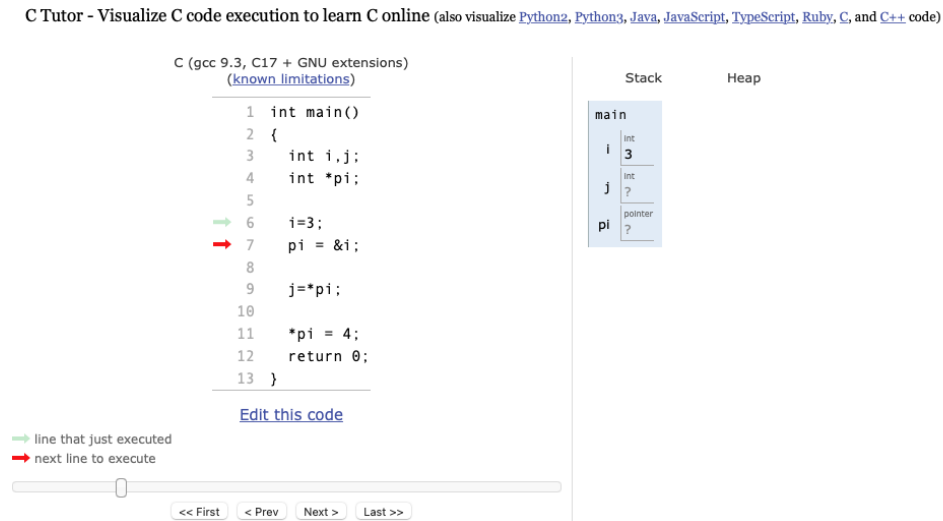 C Tutor - Visualize C code execution to learn C online (also visualize Python2, Python3, Java, JavaScript, TypeScript, Ruby, C, and C++ code)
C (gcc 9.3, C17 + GNU extensions)
(known limitations)
1 int main()
2 {
3 int i,j;
4 int *pi;
5
6 i=3;
7 pi = &i;
8
9 j=*pi;
10
11 *pi = 4;
12 return 0;
13 }
Edit this code
line that just executed
next line to execute
<< First < Prev Next > Last >>
Stack Heap
main
int
i 3
int
j ?
pointer
pi ?